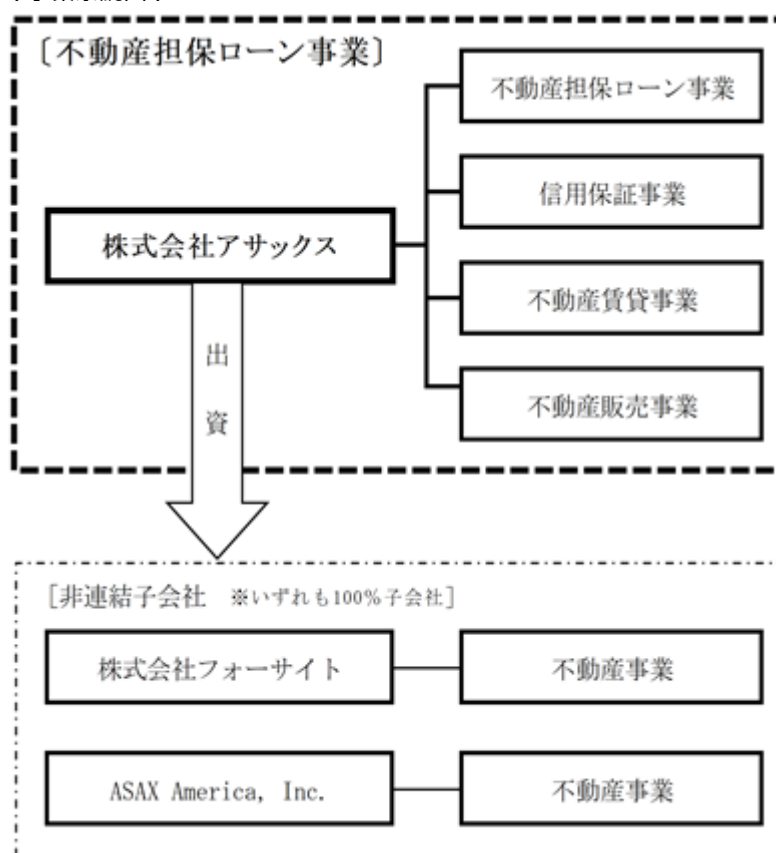 〔不動産担保ローン事業〕
不動産担保ローン事業
信用保証事業
株式会社アサックス
不動産賃貸事業
出
資
不動産販売事業
[非連結子会社 ※いずれも100%子会社]
株式会社フォーサイト
不動産事業
ASAX America, Inc.
不動産事業